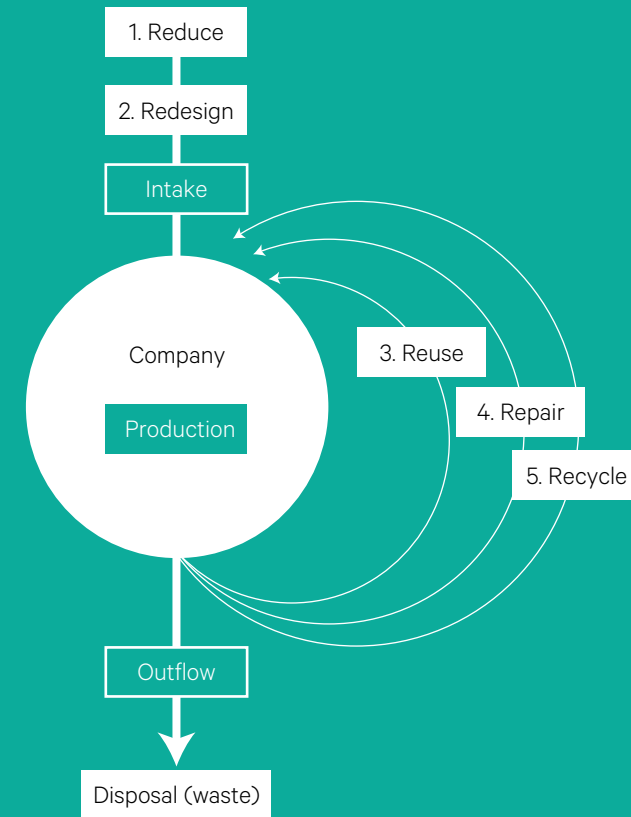 1. Reduce
2. Redesign
Intake
Company
3. Reuse
4. Repair
Production
5. Recycle
Outflow
Disposal (waste)